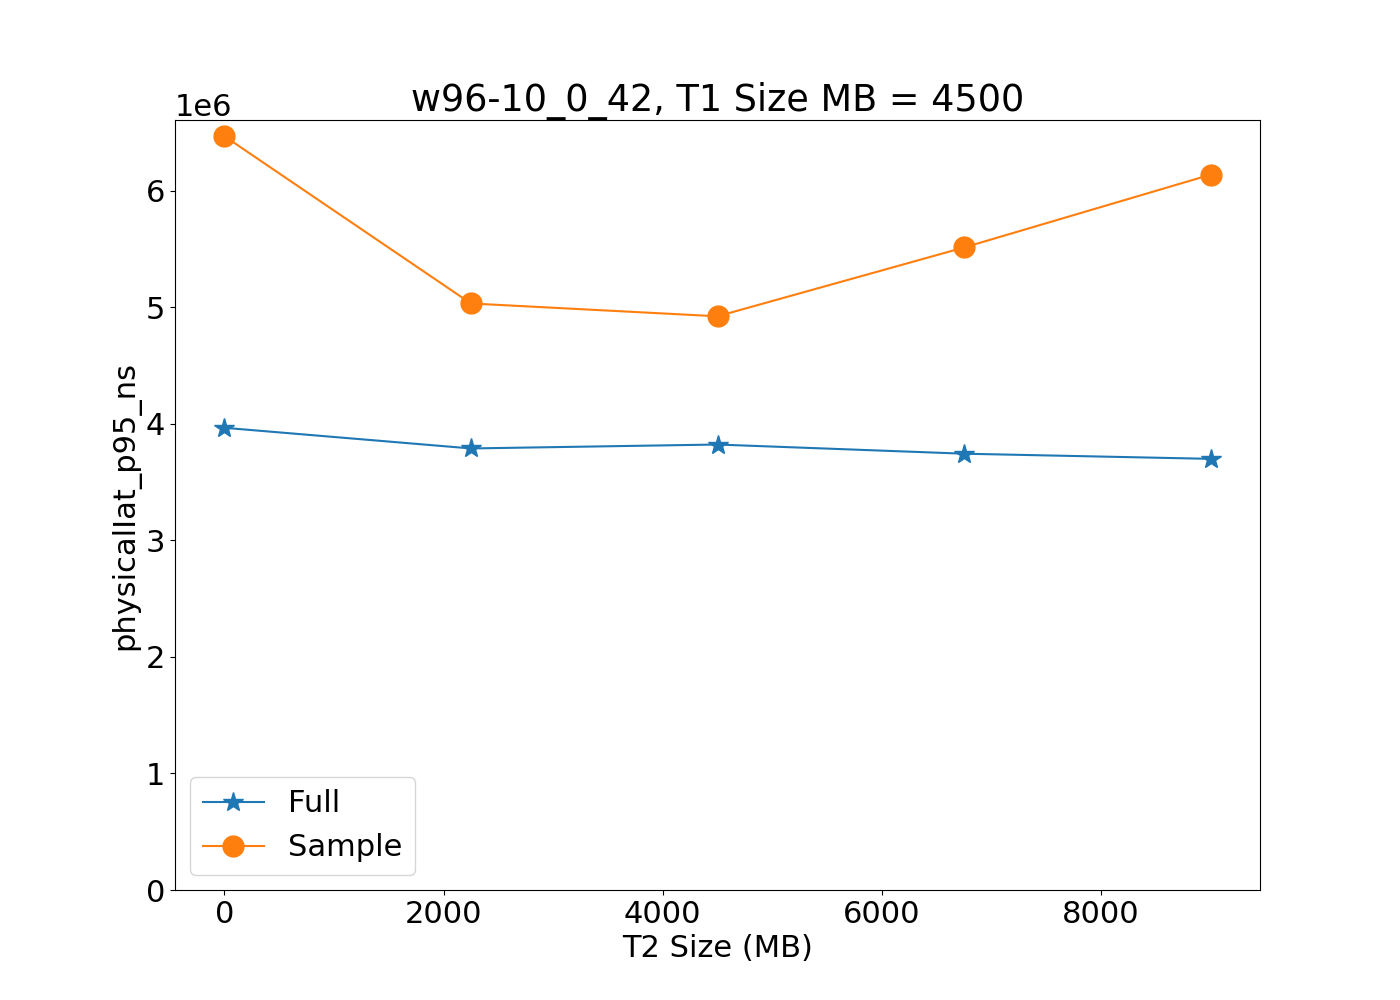 w96-10_0_42, T1 Size MB = 4500
1e6
6
5
4
3
2
1
0
physicallat_p95_ns
Full
Sample
0 2000 4000 6000 8000
T2 Size (MB)